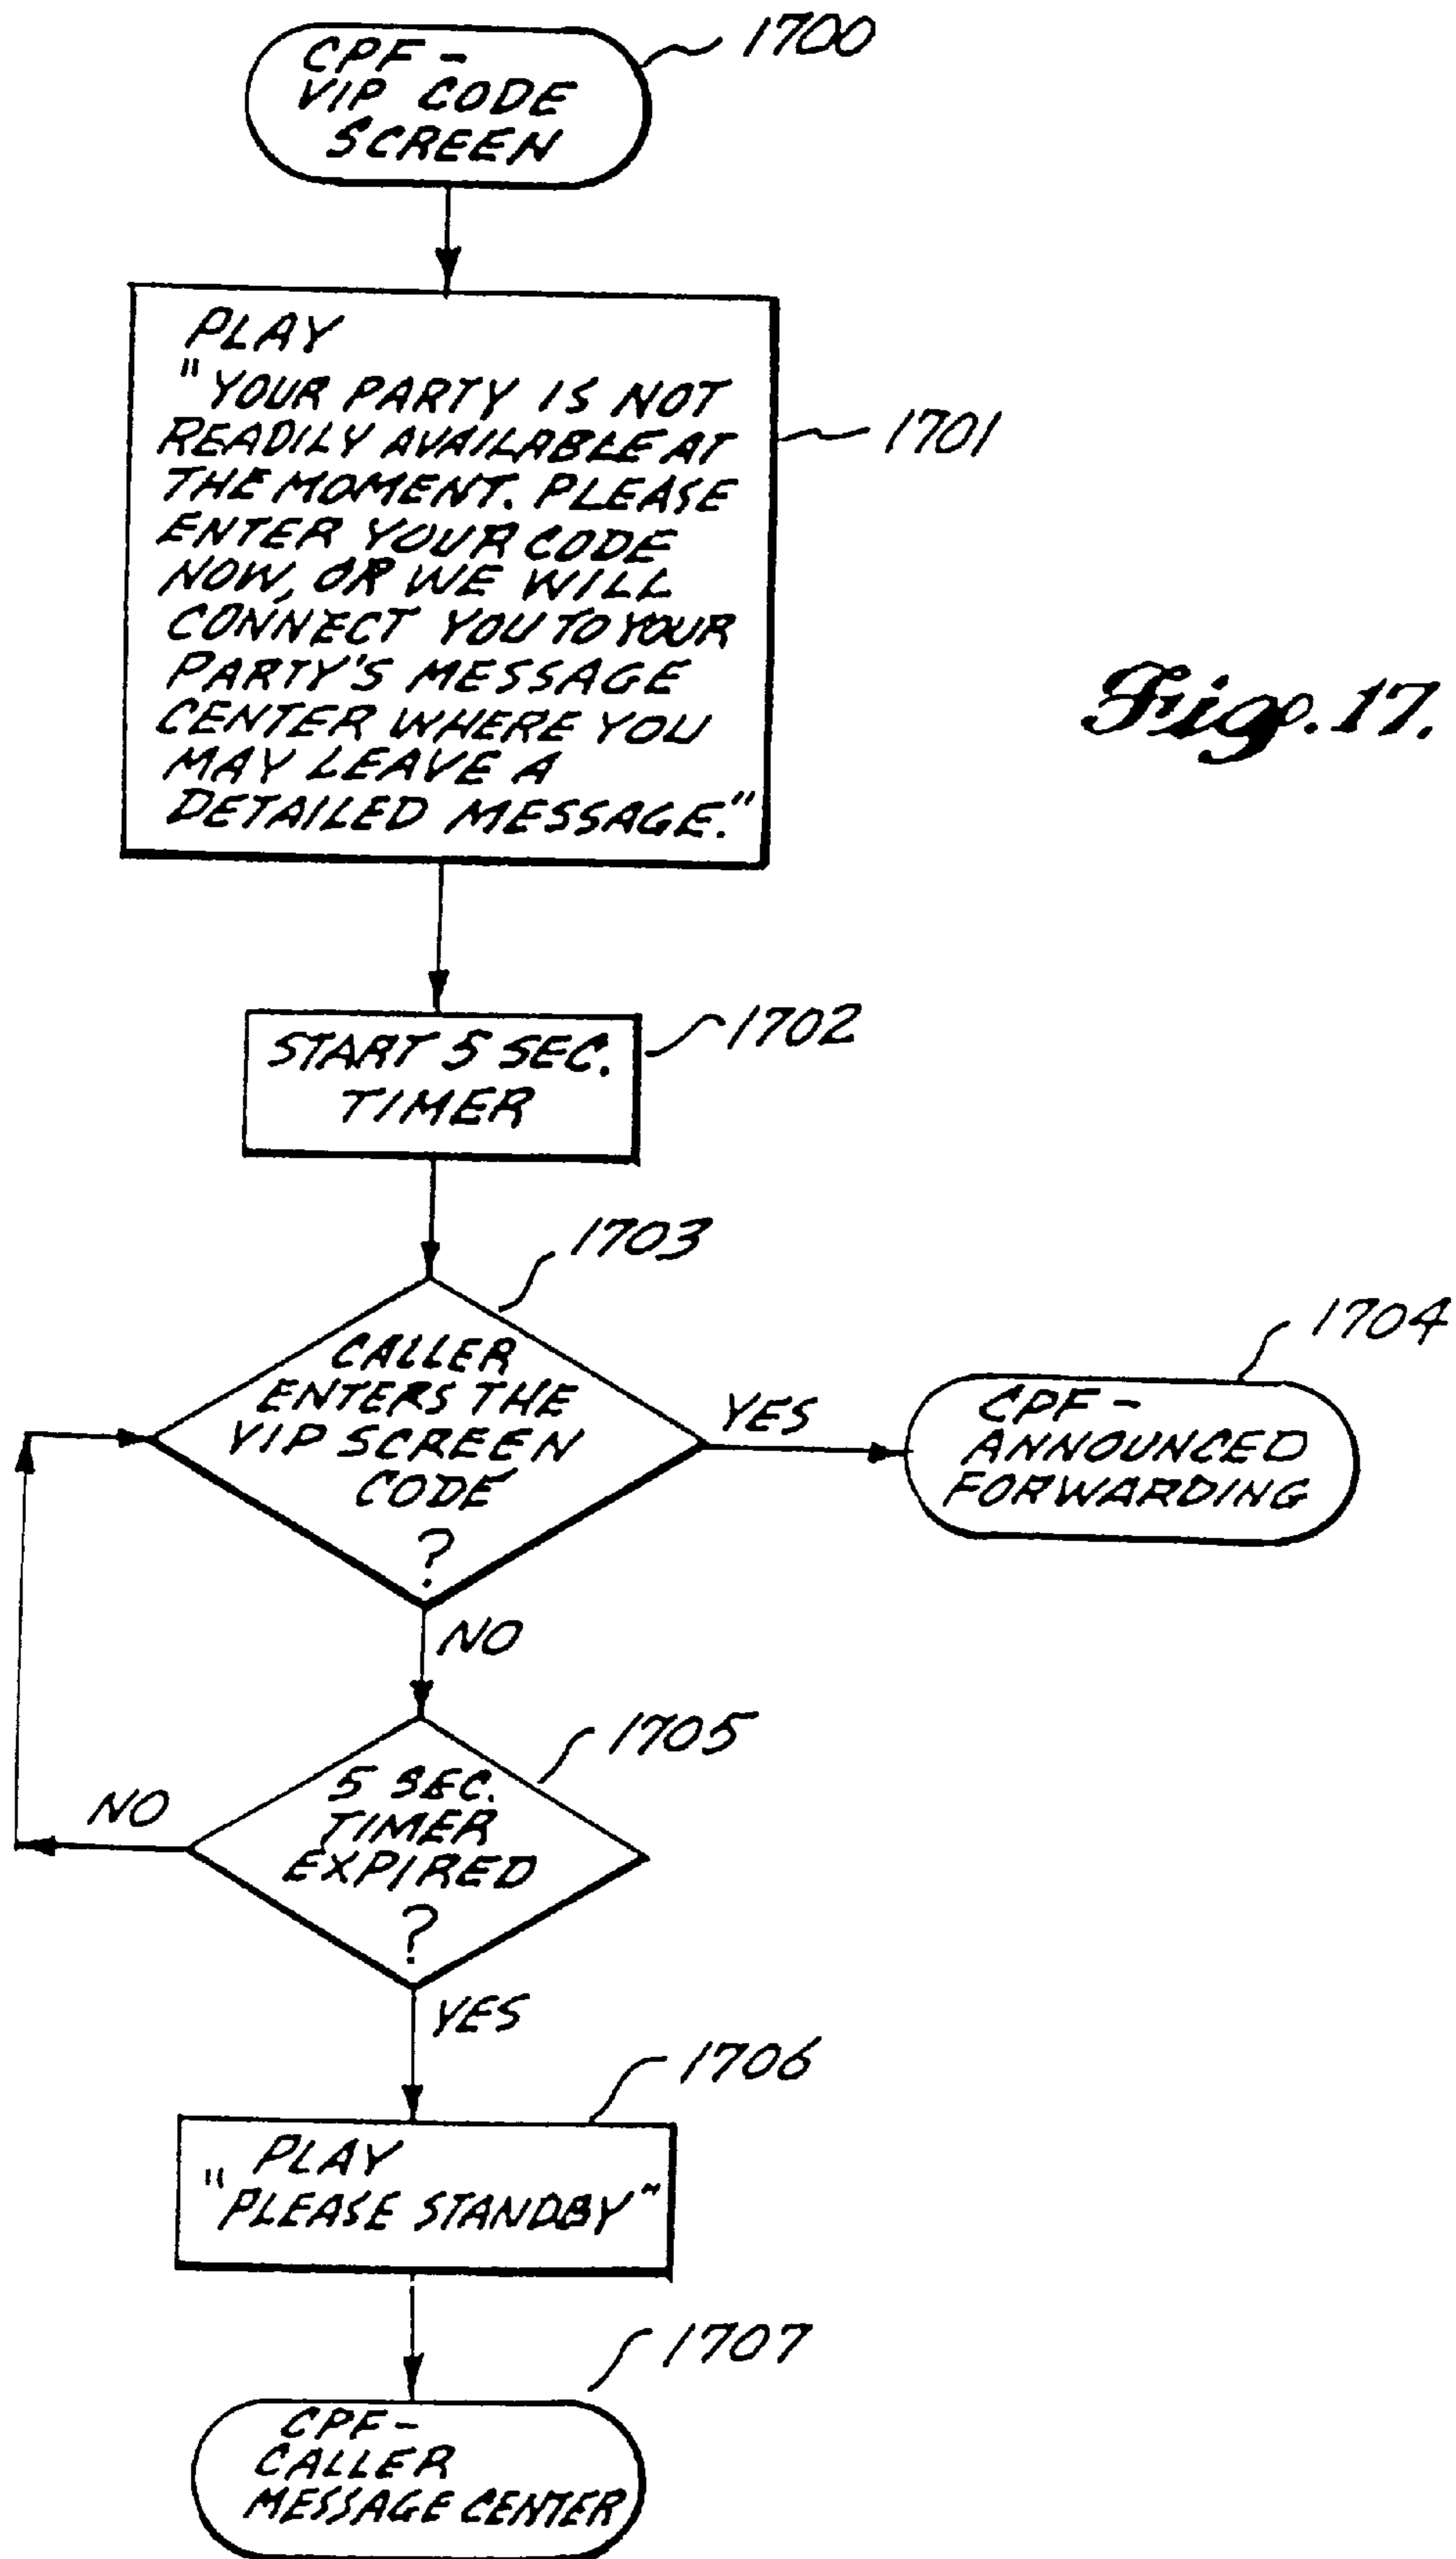 CPF -
VIP CODE
SCREEN
1700
PLAY
"YOUR PARTY IS NOT
READILY AVAILABLE AT
THE MOMENT. PLEASE
ENTER YOUR CODE
NOW, OR WE WILL
CONNECT YOU TO YOUR
PARTY'S MESSAGE
CENTER WHERE YOU
MAY LEAVE A
DETAILED MESSAGE."
1701
Fig. 17.
START 5 SEC.
TIMER
1702
1703
CALLER
ENTERS THE
VIP SCREEN
CODE
?
YES
1704
CPF -
ANNOUNCED
FORWARDING
NO
1705
5 SEC.
TIMER
EXPIRED
?
NO
YES
1706
PLAY
"PLEASE STANDBY"
1707
CPF -
CALLER
MESSAGE CENTER